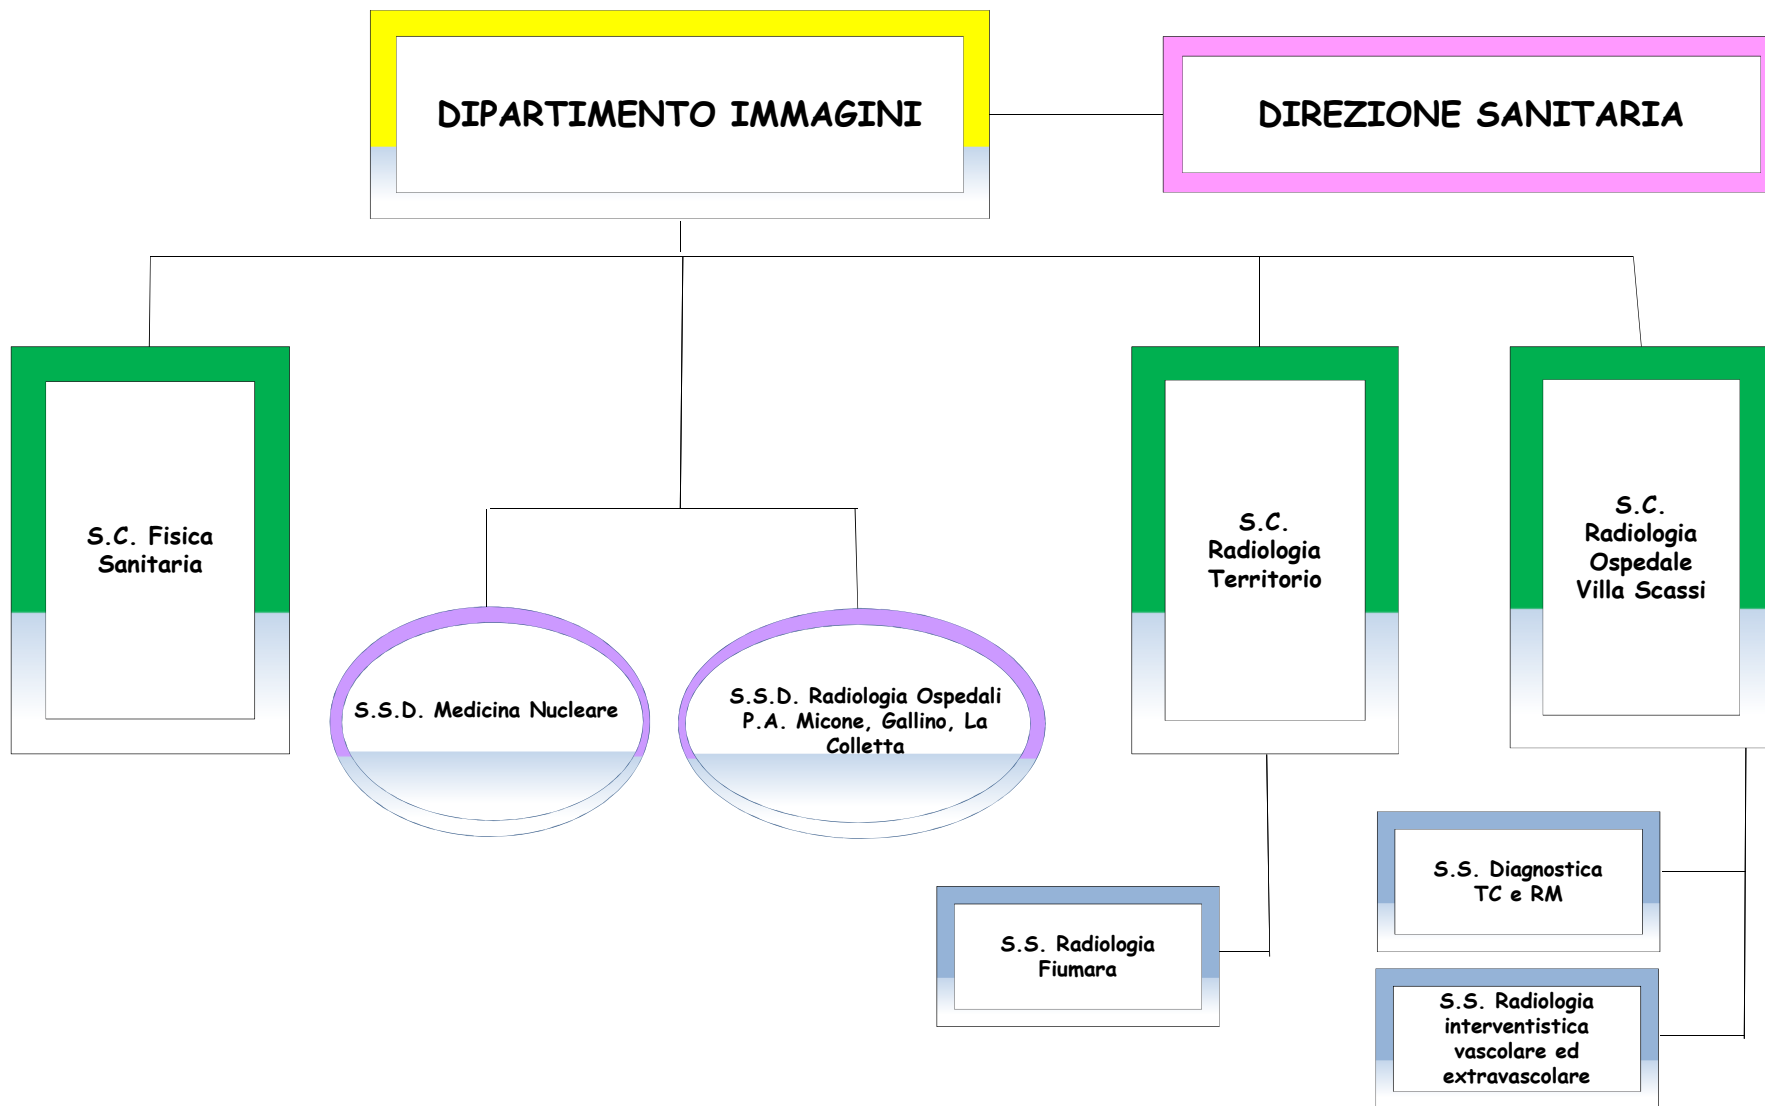 DIPARTIMENTO IMMAGINI
DIREZIONE SANITARIA
S.C. Fisica
Sanitaria
S.S.D. Medicina Nucleare
S.S.D. Radiologia Ospedali
P.A. Micone, Gallino, La
Colletta
S.C.
Radiologia
Territorio
S.C.
Radiologia
Ospedale
Villa Scassi
S.S. Radiologia
Fiumara
S.S. Diagnostica
TC e RM
S.S. Radiologia
interventistica
vascolare ed
extravascolare